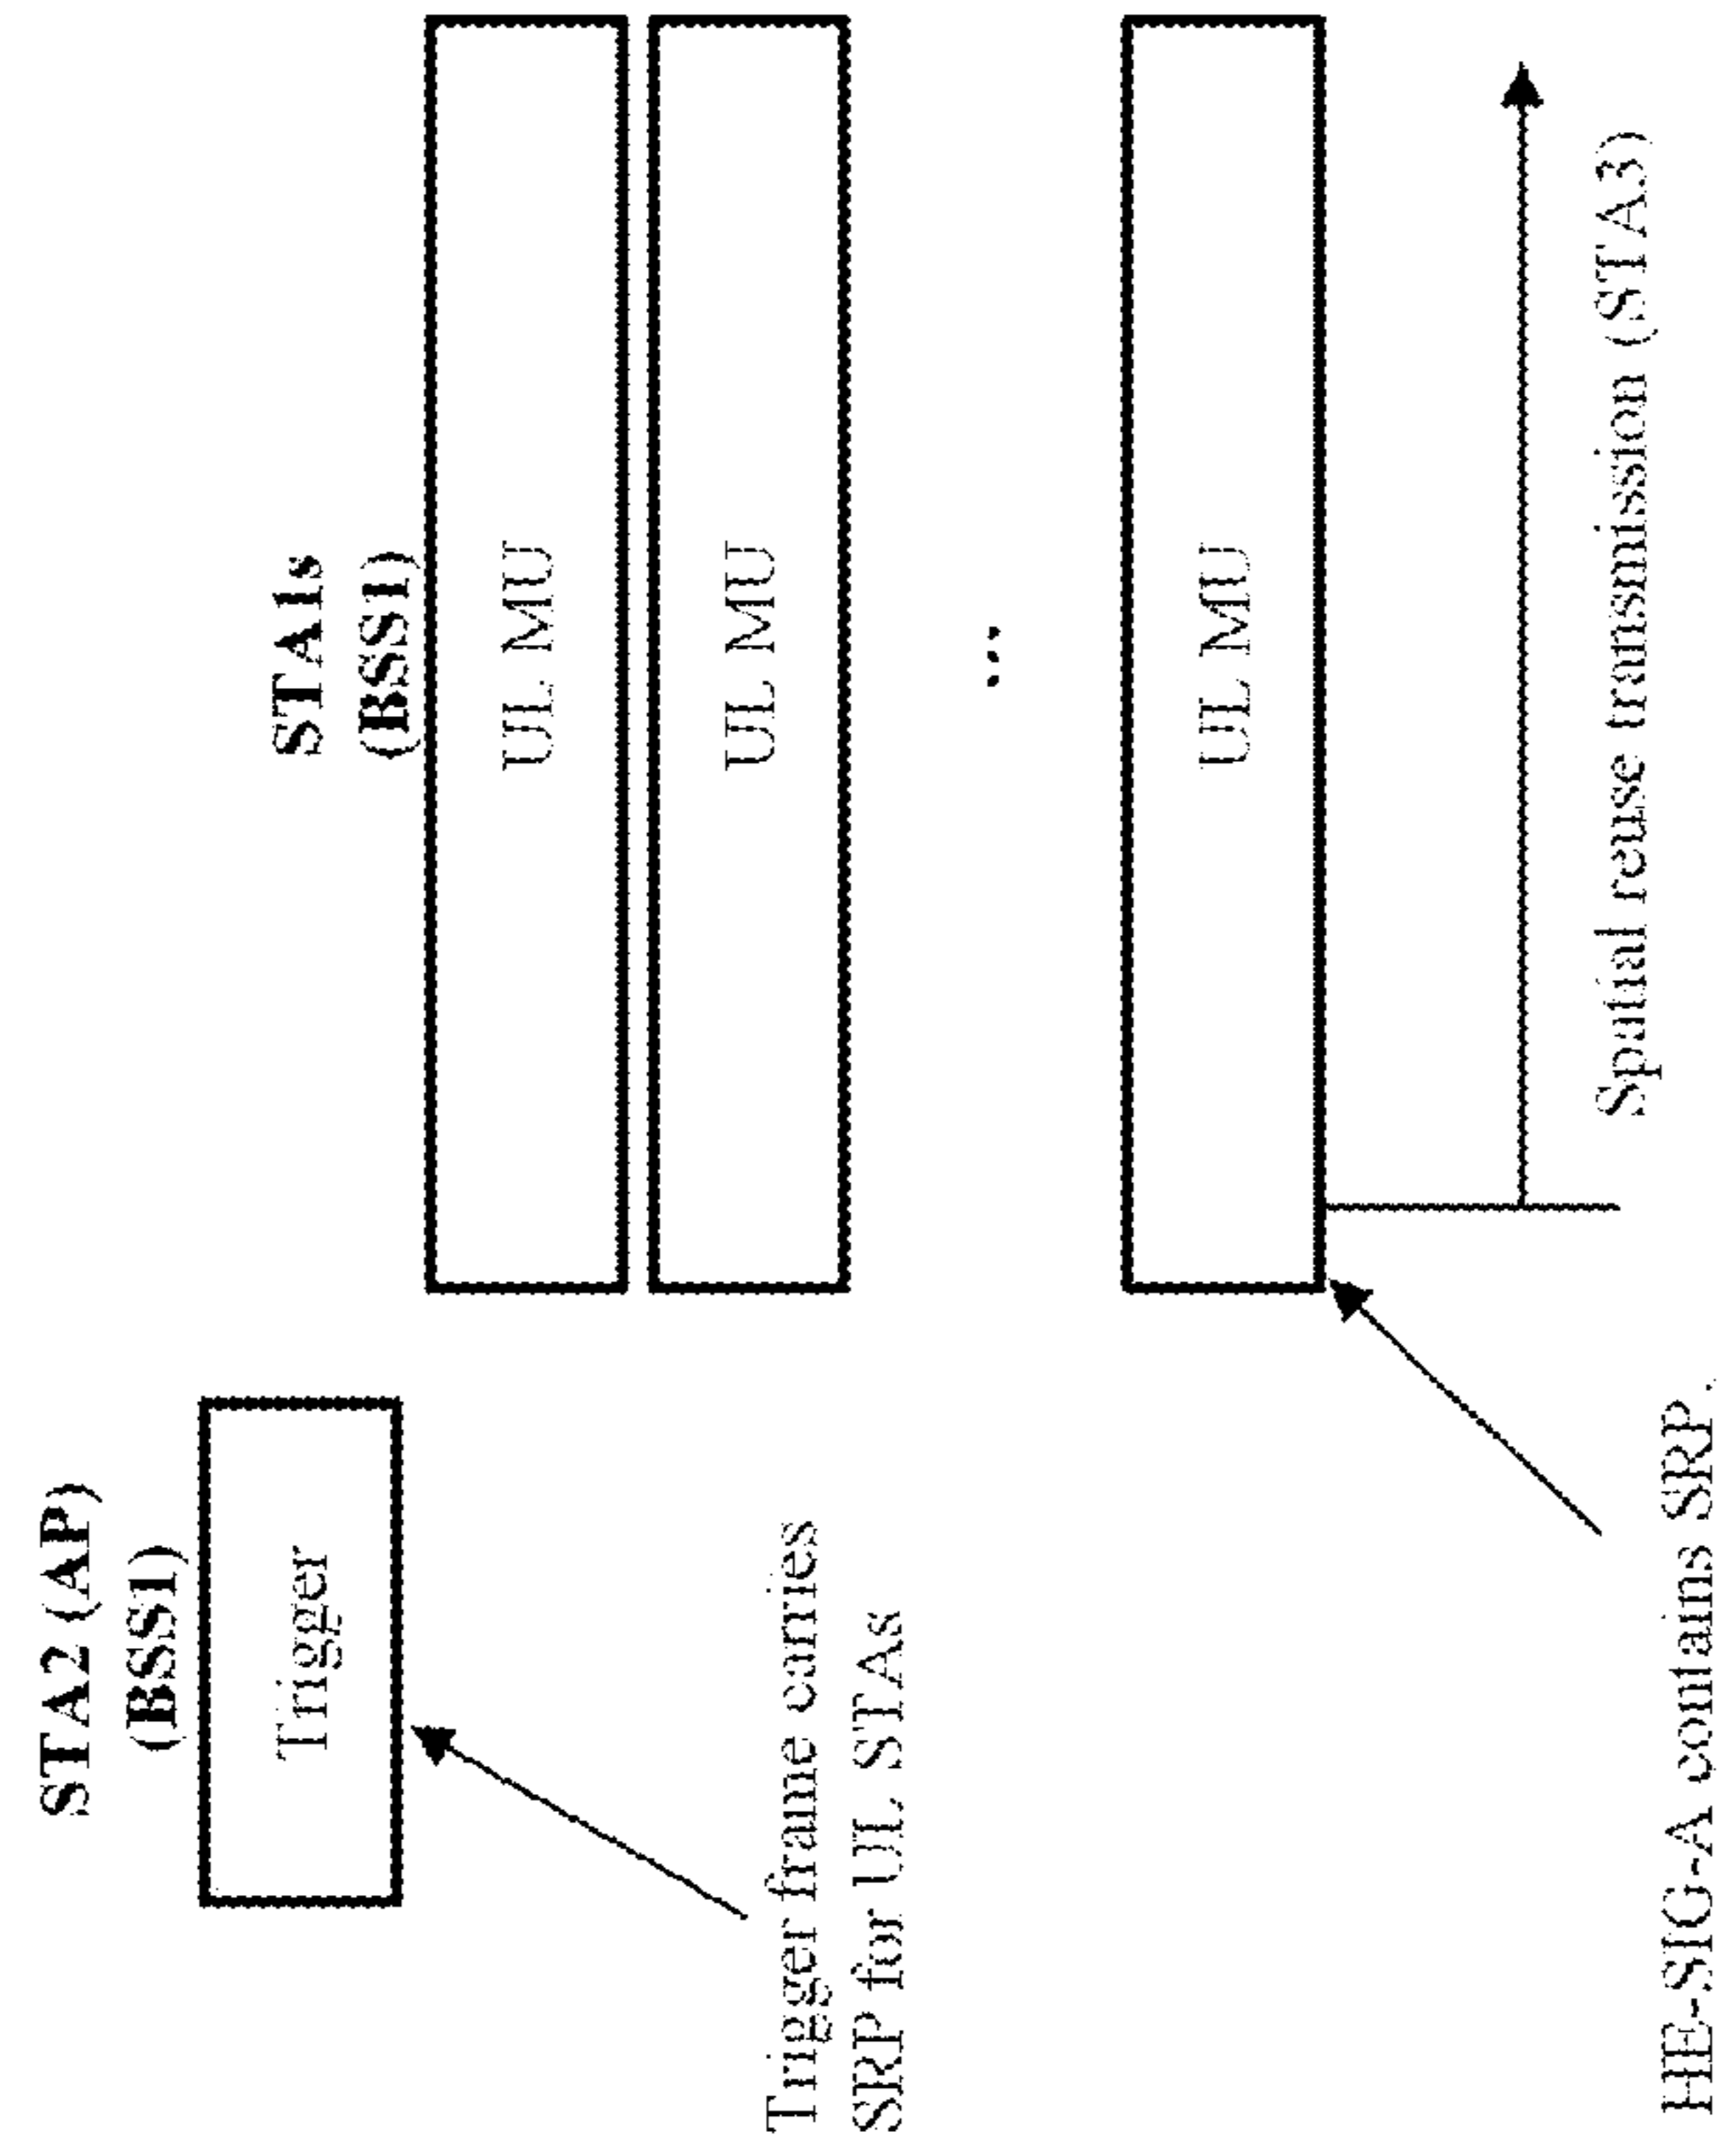 STA2 (AP)
(BSS1)
Trigger
Trigger frame carries
SRP for UL STAs
STA1s
(BSS1)
UL MU
UL MU
...
UL MU
HE-SIG-A contains SRP.
Spatial reuse transmission (STA3)